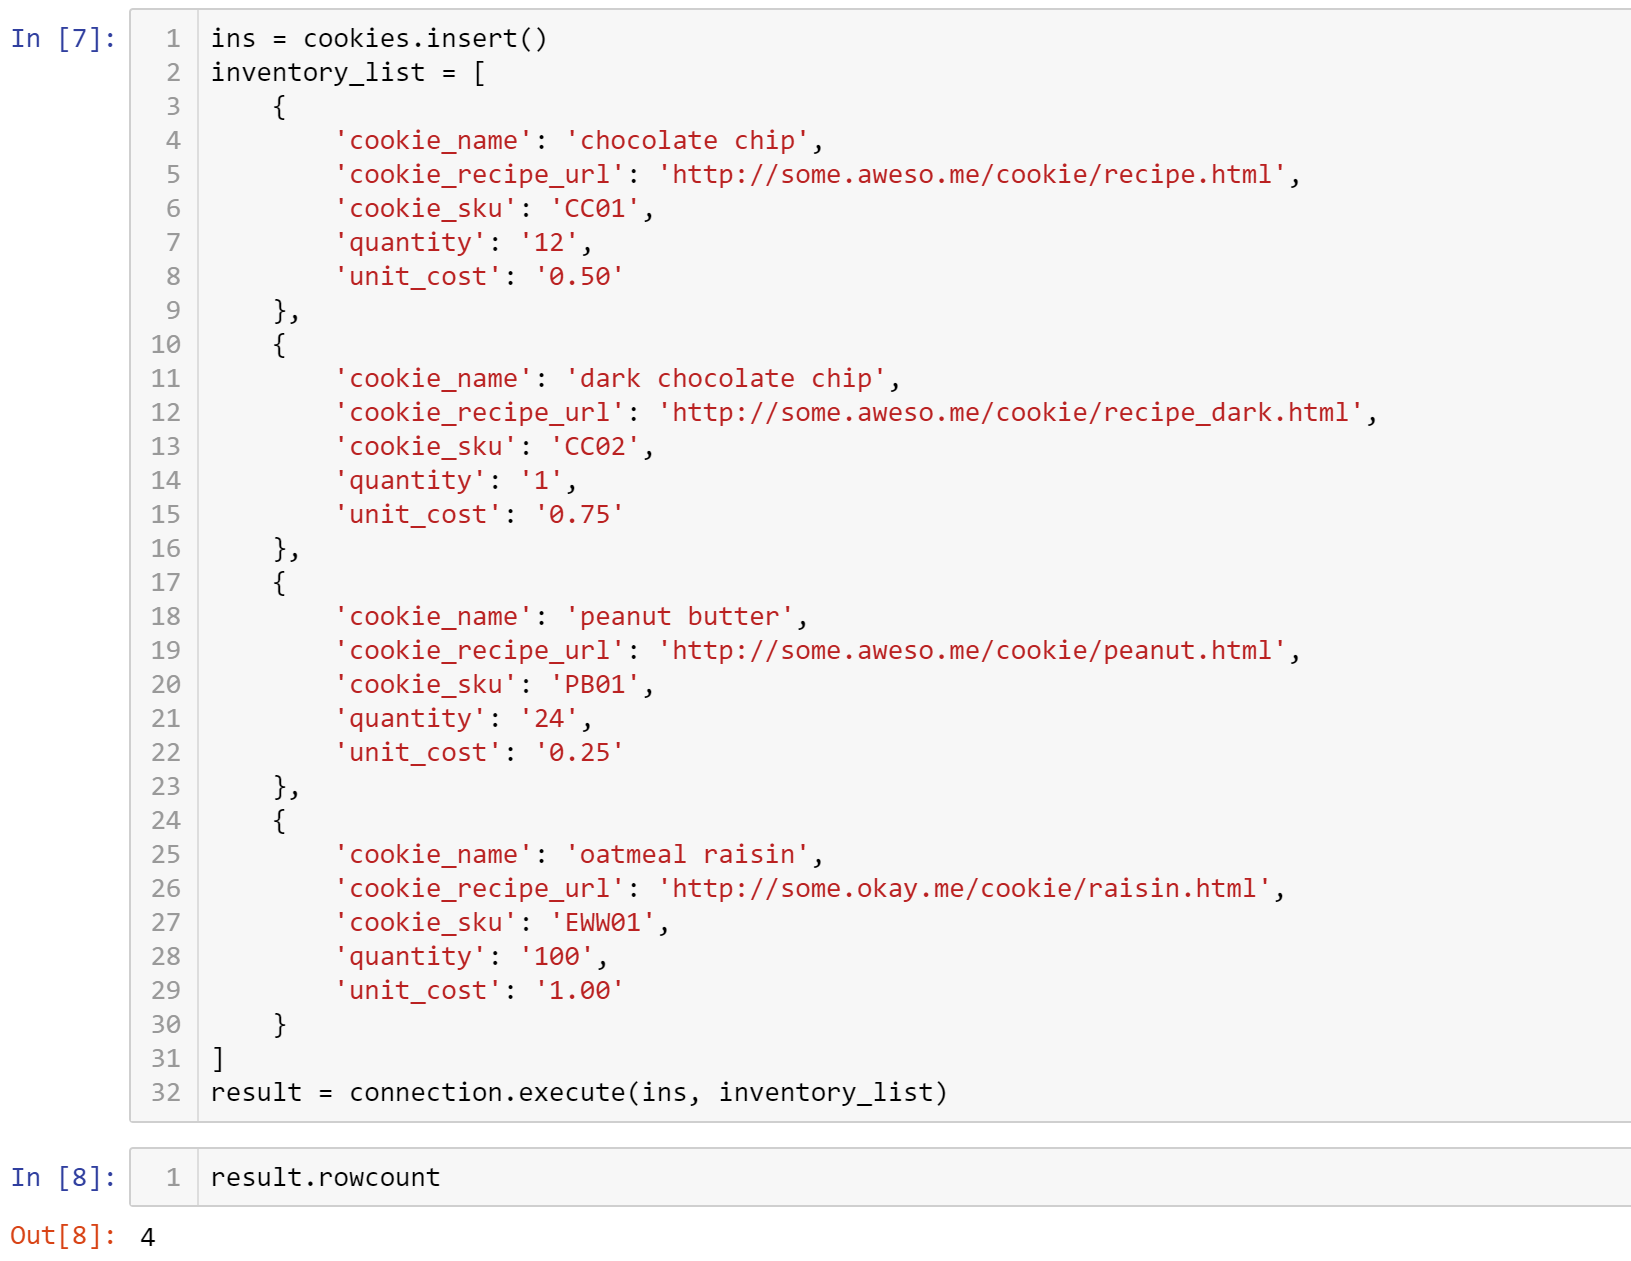 In [7]:
1 ins = cookies.insert()
2 inventory_list = [
3     {
4         'cookie_name': 'chocolate chip',
5         'cookie_recipe_url': 'http://some.aweso.me/cookie/recipe.html',
6         'cookie_sku': 'CC01',
7         'quantity': '12',
8         'unit_cost': '0.50'
9     },
10     {
11         'cookie_name': 'dark chocolate chip',
12         'cookie_recipe_url': 'http://some.aweso.me/cookie/recipe_dark.html',
13         'cookie_sku': 'CC02',
14         'quantity': '1',
15         'unit_cost': '0.75'
16     },
17     {
18         'cookie_name': 'peanut butter',
19         'cookie_recipe_url': 'http://some.aweso.me/cookie/peanut.html',
20         'cookie_sku': 'PB01',
21         'quantity': '24',
22         'unit_cost': '0.25'
23     },
24     {
25         'cookie_name': 'oatmeal raisin',
26         'cookie_recipe_url': 'http://some.okay.me/cookie/raisin.html',
27         'cookie_sku': 'EWW01',
28         'quantity': '100',
29         'unit_cost': '1.00'
30     }
31 ]
32 result = connection.execute(ins, inventory_list)
In [8]:
1 result.rowcount
Out[8]: 4